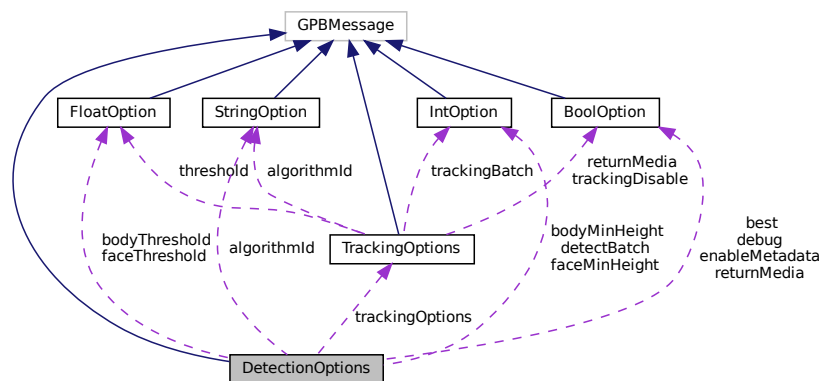 GPBMessage
FloatOption
StringOption
IntOption
BoolOption
threshold
algorithmId
trackingBatch
returnMedia
trackingDisable
bodyThreshold
faceThreshold
algorithmId
TrackingOptions
bodyMinHeight
detectBatch
faceMinHeight
best
debug
enableMetadata
returnMedia
trackingOptions
DetectionOptions